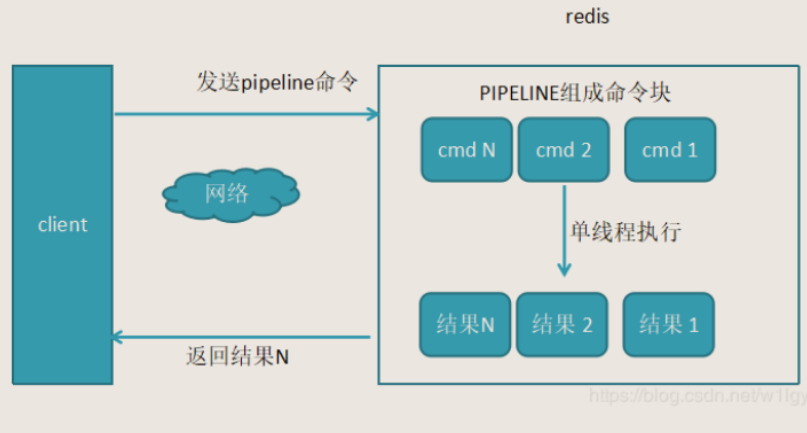 redis
发送pipeline命令
PIPELINE组成命令块
cmd N
cmd 2
cmd 1
网络
client
单线程执行
结果N
结果 2
结果 1
返回结果N
https://blog.csdn.net/w1lgy